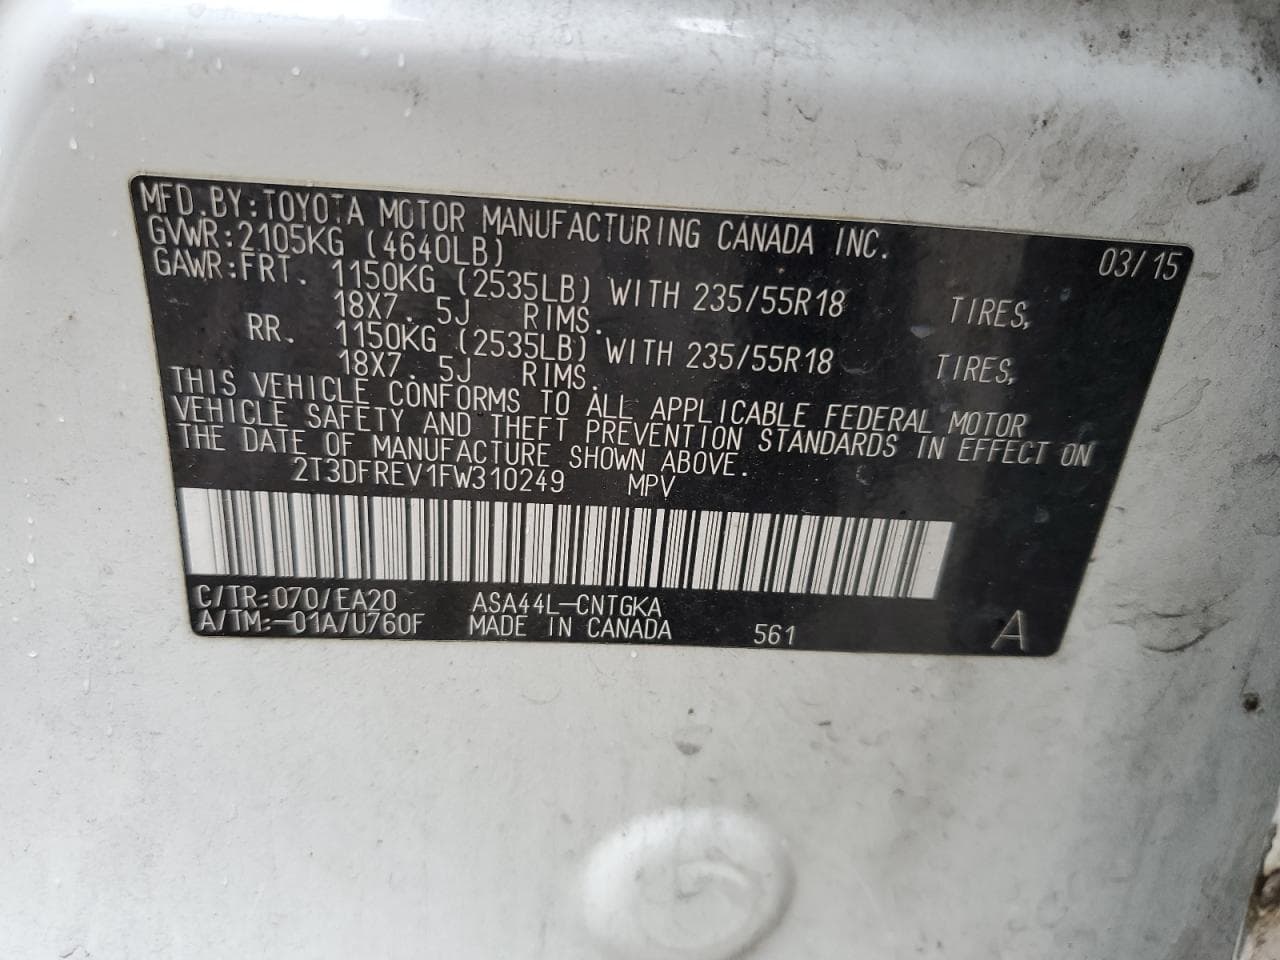 MFD.BY:TOYOTA MOTOR MANUFACTURING CANADA INC. 03/15
GVWR:2105KG (4640LB)
GAWR:FRT. 1150KG (2535LB) WITH 235/55R18 TIRES,
18X7.5J RIMS.
RR. 1150KG (2535LB) WITH 235/55R18 TIRES,
18X7.5J RIMS.
THIS VEHICLE CONFORMS TO ALL APPLICABLE FEDERAL MOTOR
VEHICLE SAFETY AND THEFT PREVENTION STANDARDS IN EFFECT ON
THE DATE OF MANUFACTURE SHOWN ABOVE.
2T3DFREV1FW310249 MPV
C/TR:070/EA20 ASA44L-CNTGKA
A/TM:-01A/U760F MADE IN CANADA 561 A